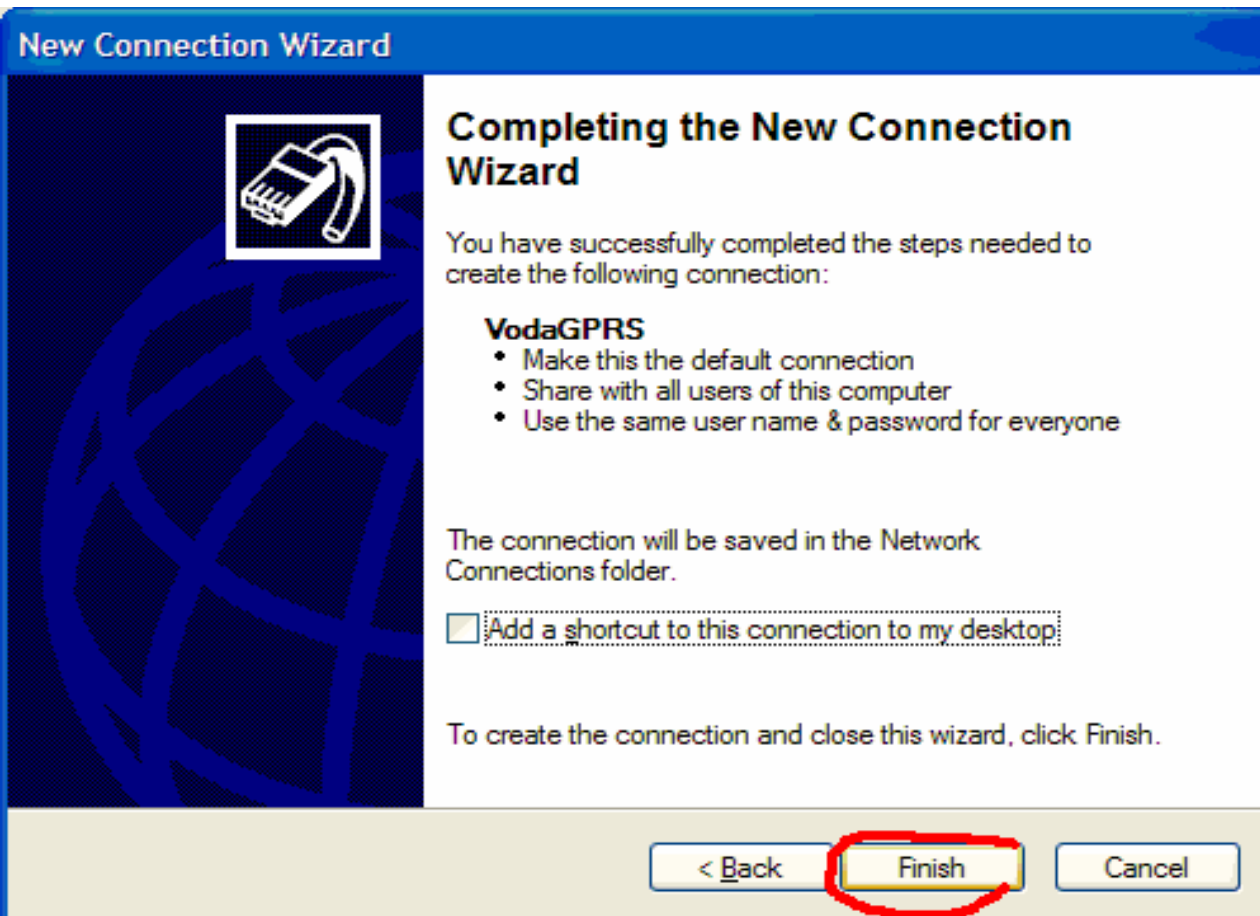 New Connection Wizard
Completing the New Connection
Wizard
You have successfully completed the steps needed to
create the following connection:
VodaGPRS
• Make this the default connection
• Share with all users of this computer
• Use the same user name & password for everyone
The connection will be saved in the Network
Connections folder.
Add a shortcut to this connection to my desktop
To create the connection and close this wizard, click Finish.
< Back
Finish
Cancel